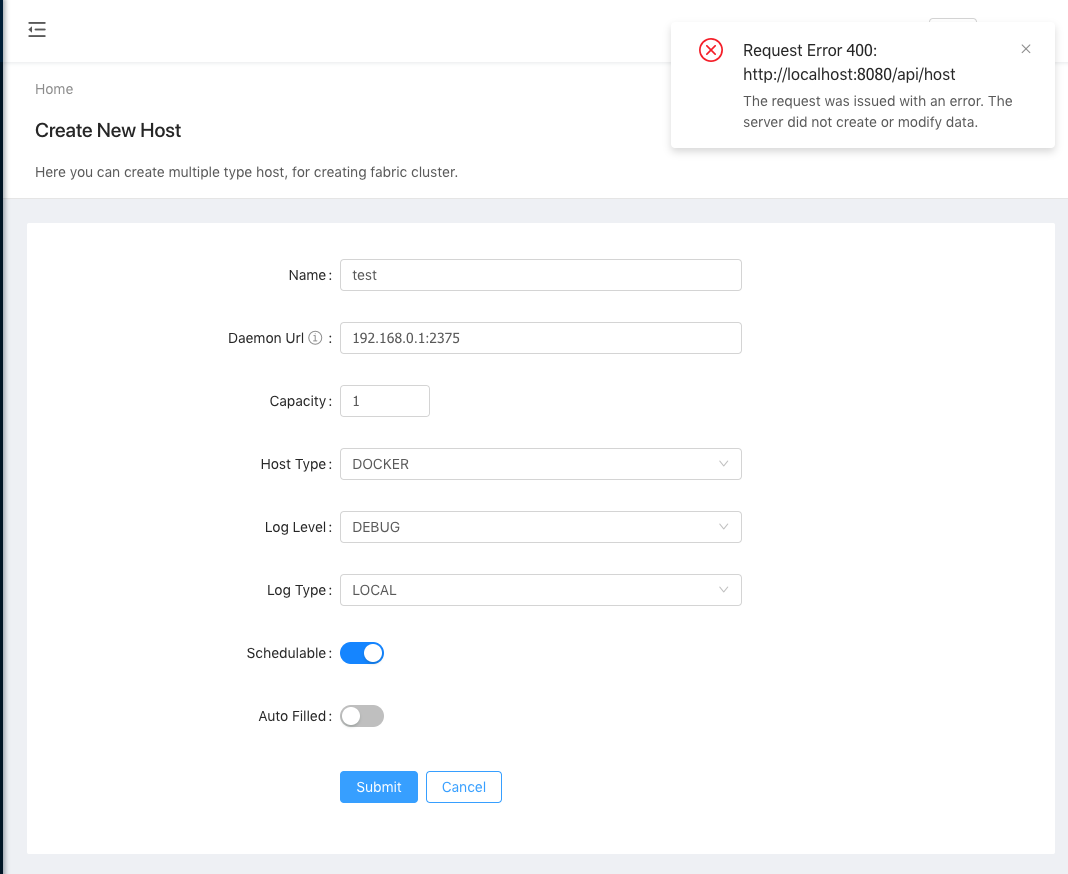 Request Error 400:
http://localhost:8080/api/host
The request was issued with an error. The
server did not create or modify data.
Home
Create New Host
Here you can create multiple type host, for creating fabric cluster.
Name: test
Daemon Url : 192.168.0.1:2375
Capacity: 1
Host Type: DOCKER
Log Level: DEBUG
Log Type: LOCAL
Schedulable:
Auto Filled:
Submit Cancel